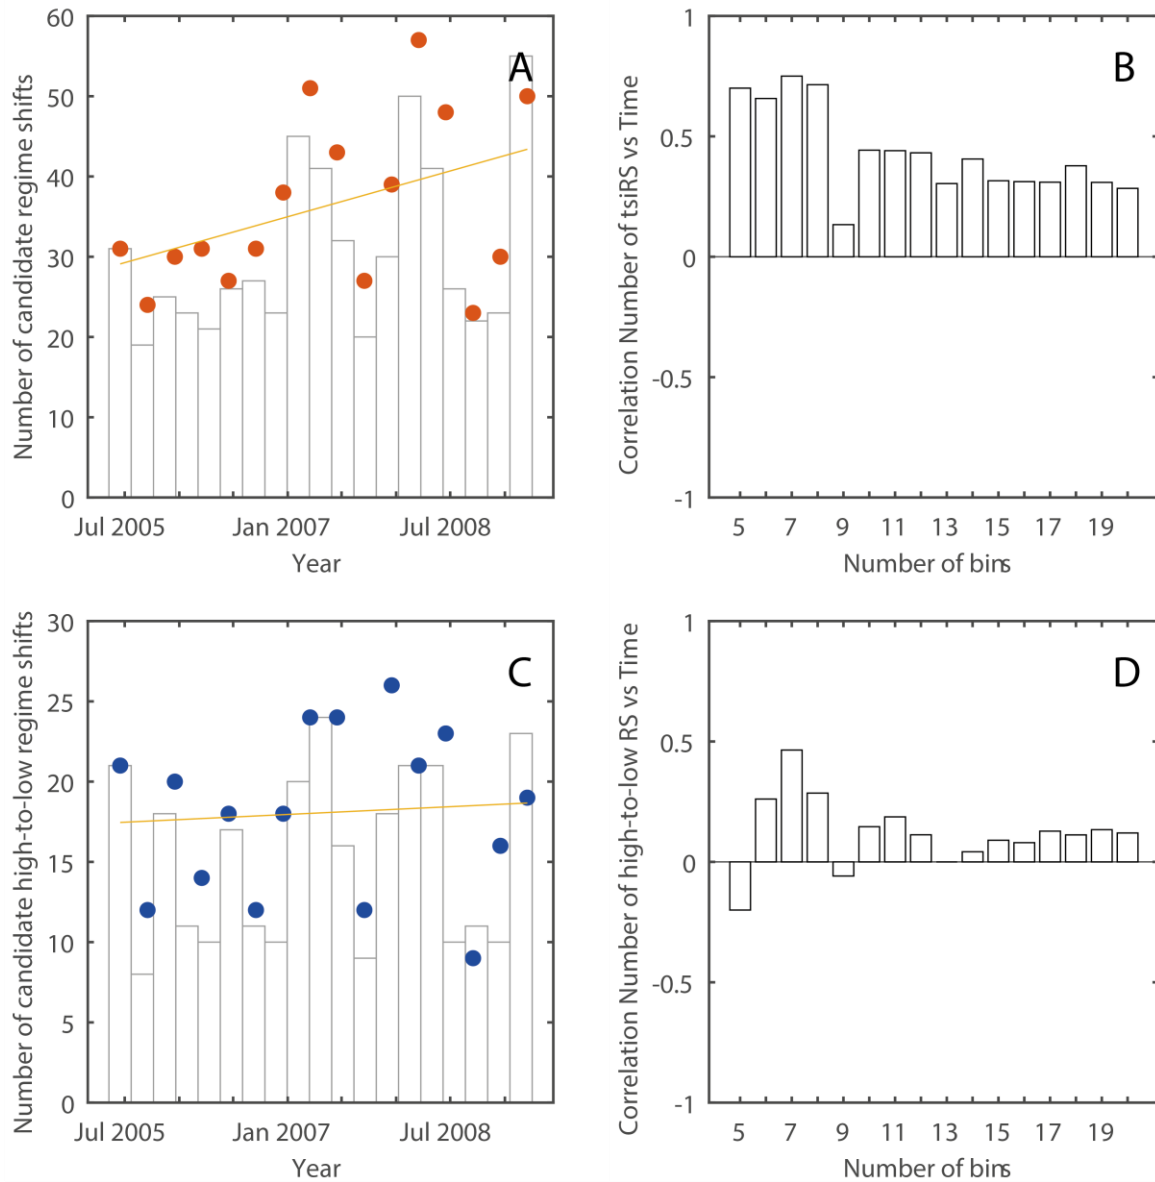 A
Number of candidate regime shifts
60
50
40
30
20
10
0
Jul 2005 Jan 2007 Jul 2008
Year
B
Correlation Number of tsiRS vs Time
1
0.5
0
-0.5
-1
5 7 9 11 13 15 17 19
Number of bins
C
Number of candidate high-to-low regime shifts
30
25
20
15
10
5
0
Jul 2005 Jan 2007 Jul 2008
Year
D
Correlation Number of high-to-low RS vs Time
1
0.5
0
-0.5
-1
5 7 9 11 13 15 17 19
Number of bins